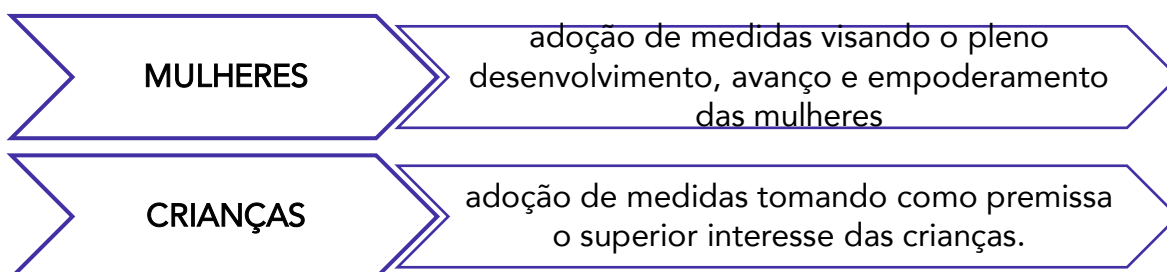 MULHERES
adoção de medidas visando o pleno
desenvolvimento, avanço e empoderamento
das mulheres
CRIANÇAS
adoção de medidas tomando como premissa
o superior interesse das crianças.